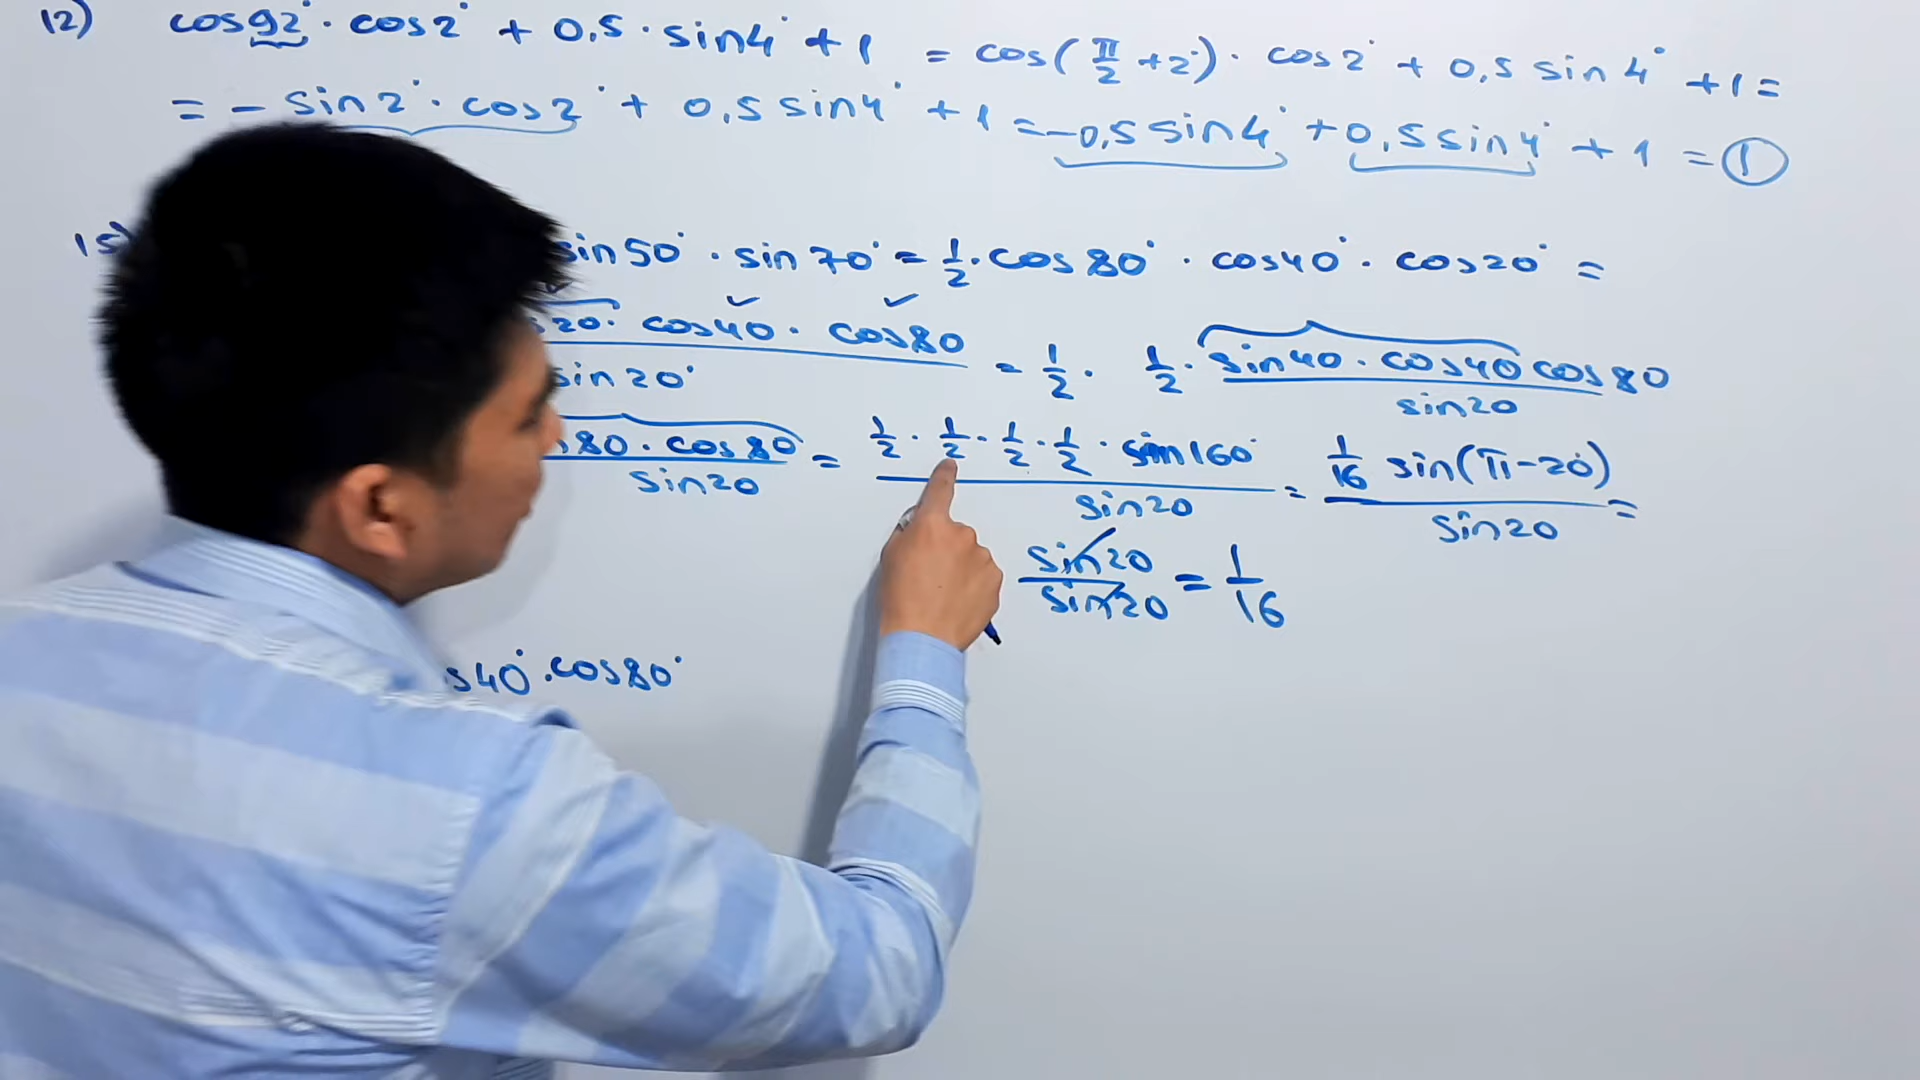 12) cos92° · cos2° + 0,5 · sin4° + 1 = cos(π/2 + 2°) · cos2° + 0,5 sin4° + 1 =
= - sin2° · cos2° + 0,5 sin4° + 1 = -0,5 sin4° + 0,5 sin4° + 1 = 1
15) sin50° · sin70° = 1/2 · cos80° · cos40° · cos20° =
20° · cos40 · cos80 / sin20° = 1/2 · 1/2 · sin40 · cos40 cos80 / sin20
80 · cos80 / sin20 = 1/2 · 1/2 · 1/2 · 1/2 · sin160° / sin20 = 1/16 sin(π-20°) / sin20 =
sin20 / sin20 = 1/16
s40° · cos80°